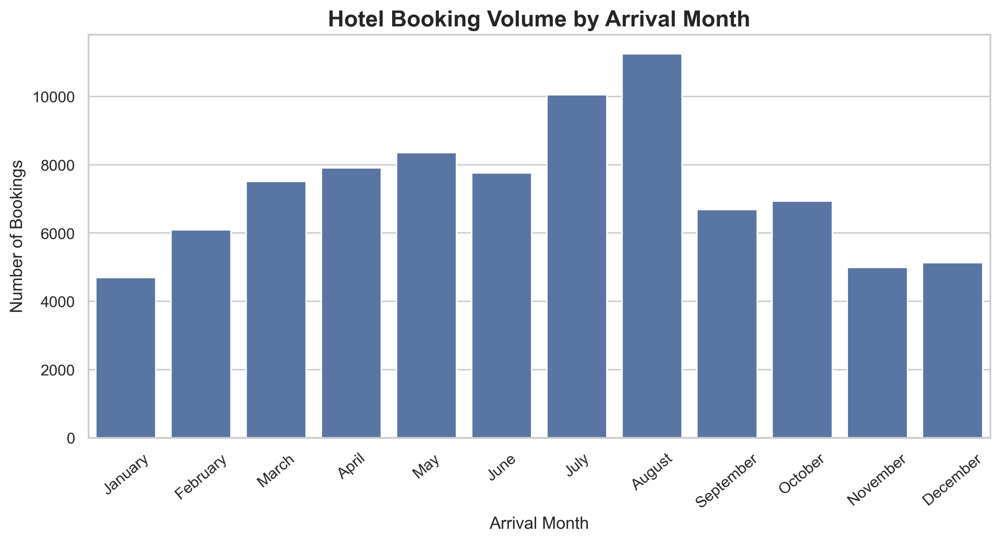 Hotel Booking Volume by Arrival Month
Number of Bookings
10000
8000
6000
4000
2000
0
January
February
March
April
May
June
July
August
September
October
November
December
Arrival Month